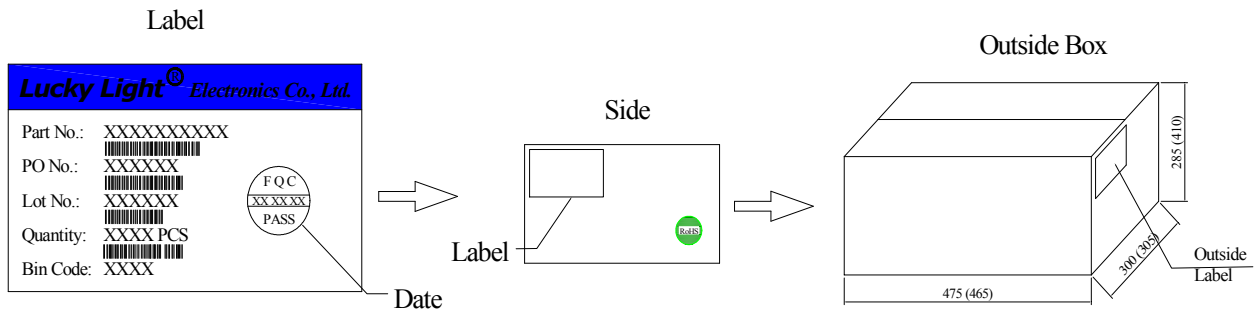 Label
Lucky Light® Electronics Co., Ltd.
Part No.: XXXXXXXXXX
PO No.: XXXXXX
Lot No.: XXXXXX
Quantity: XXXX PCS
Bin Code: XXXX
FQC
XX XX XX
PASS
Date
Side
Label
RoHS
Outside Box
285 (410)
300 (305)
475 (465)
Outside
Label